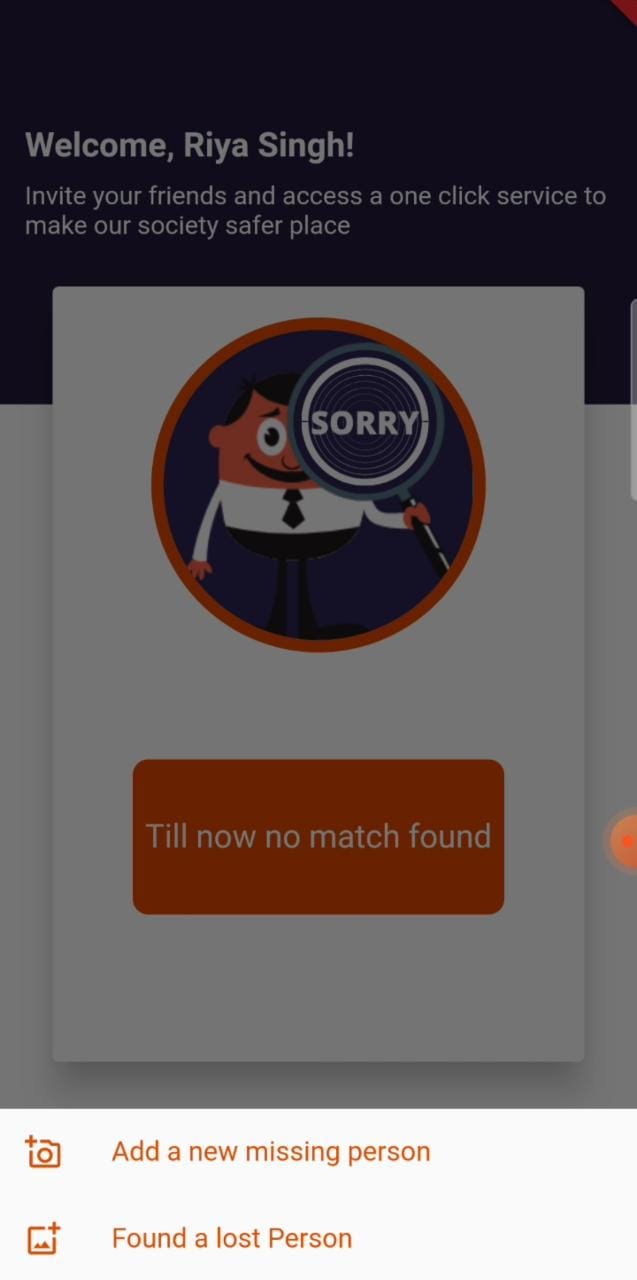 Welcome, Riya Singh!
Invite your friends and access a one click service to
make our society safer place
SORRY
Till now no match found
Add a new missing person
Found a lost Person